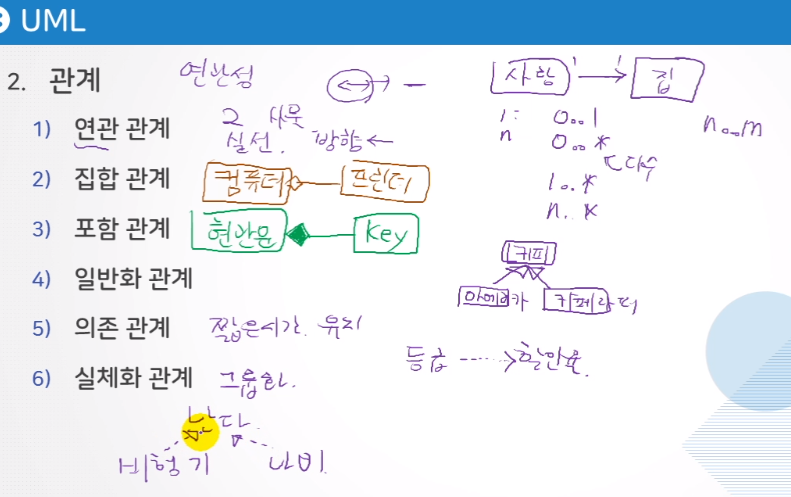 UML
2. 관계 연관성
사람 1 1 집
1) 연관 관계 2 사물
실선. 방향 ←
1: 0..1
n 0..* n..m
다수
1..*
n..*
2) 집합 관계 컴퓨터 프린터
3) 포함 관계 현관문 Key
커피
아메리카 카페라떼
4) 일반화 관계
5) 의존 관계 짧은시간. 유지
등급 할인율.
6) 실체화 관계 그룹화.
난다.
비행기 나비.